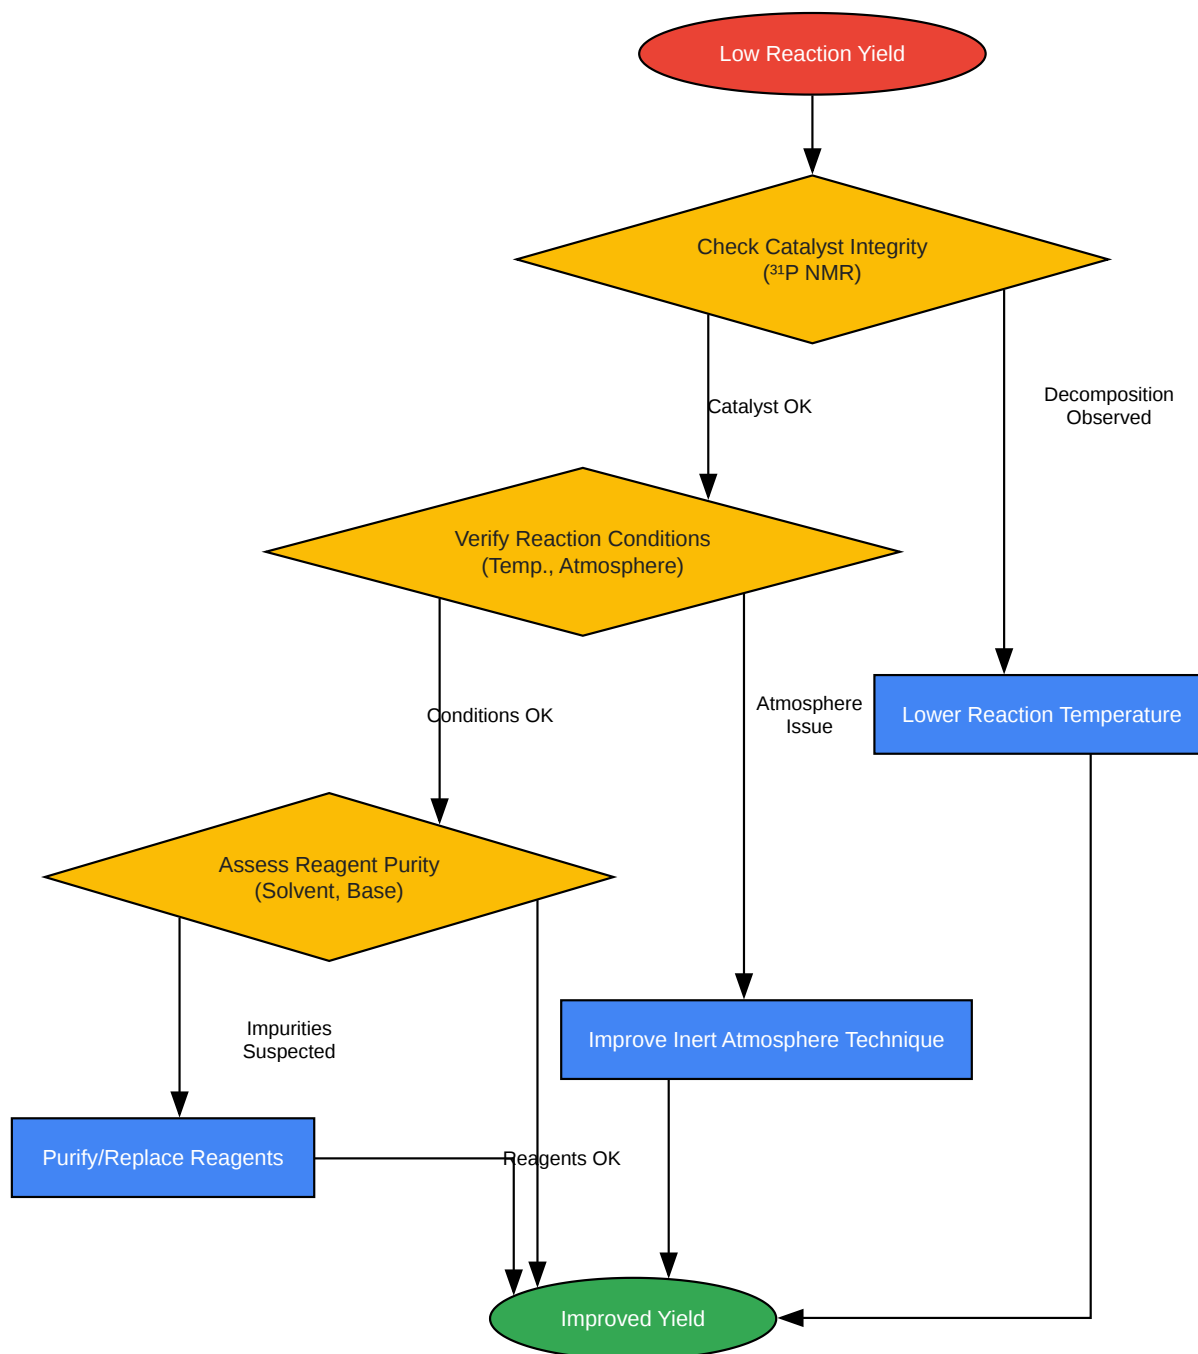 Low Reaction Yield
Check Catalyst Integrity
(³¹P NMR)
Catalyst OK
Decomposition
Observed
Verify Reaction Conditions
(Temp., Atmosphere)
Conditions OK
Atmosphere
Issue
Lower Reaction Temperature
Assess Reagent Purity
(Solvent, Base)
Impurities
Suspected
Improve Inert Atmosphere Technique
Purify/Replace Reagents
Reagents OK
Improved Yield